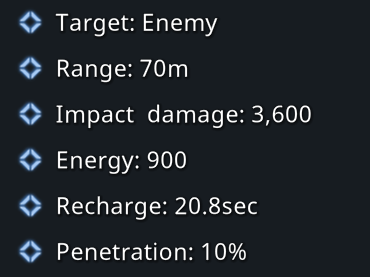 Target: Enemy
Range: 70m
Impact damage: 3,600
Energy: 900
Recharge: 20.8sec
Penetration: 10%